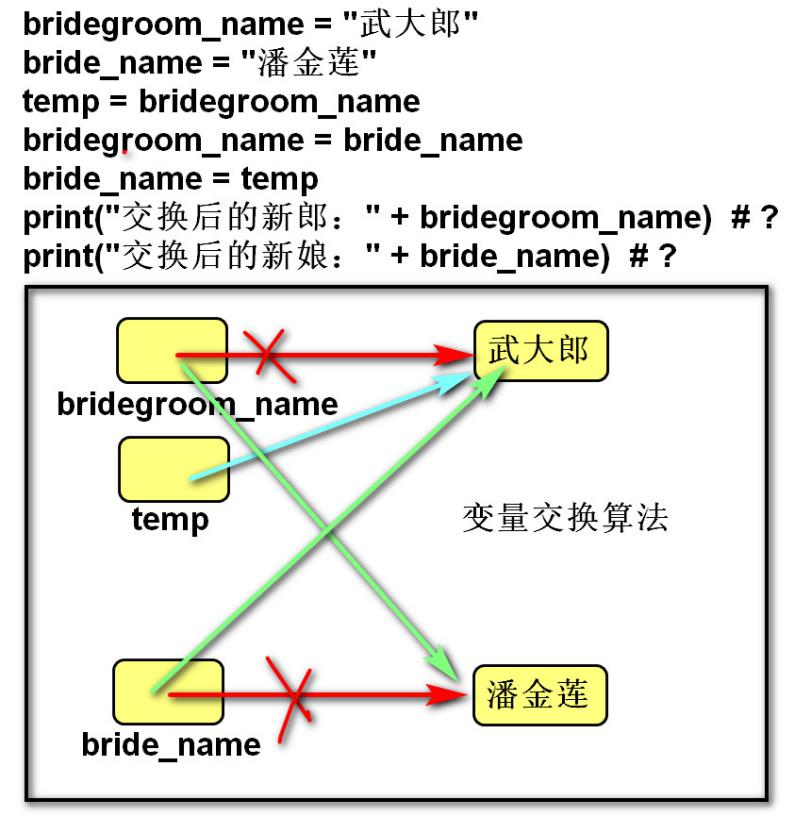 bridegroom_name = "武大郎"
bride_name = "潘金莲"
temp = bridegroom_name
bridegroom_name = bride_name
bride_name = temp
print("交换后的新郎：" + bridegroom_name)  # ?
print("交换后的新娘：" + bride_name)  # ?
武大郎
bridegroom_name
temp
变量交换算法
潘金莲
bride_name